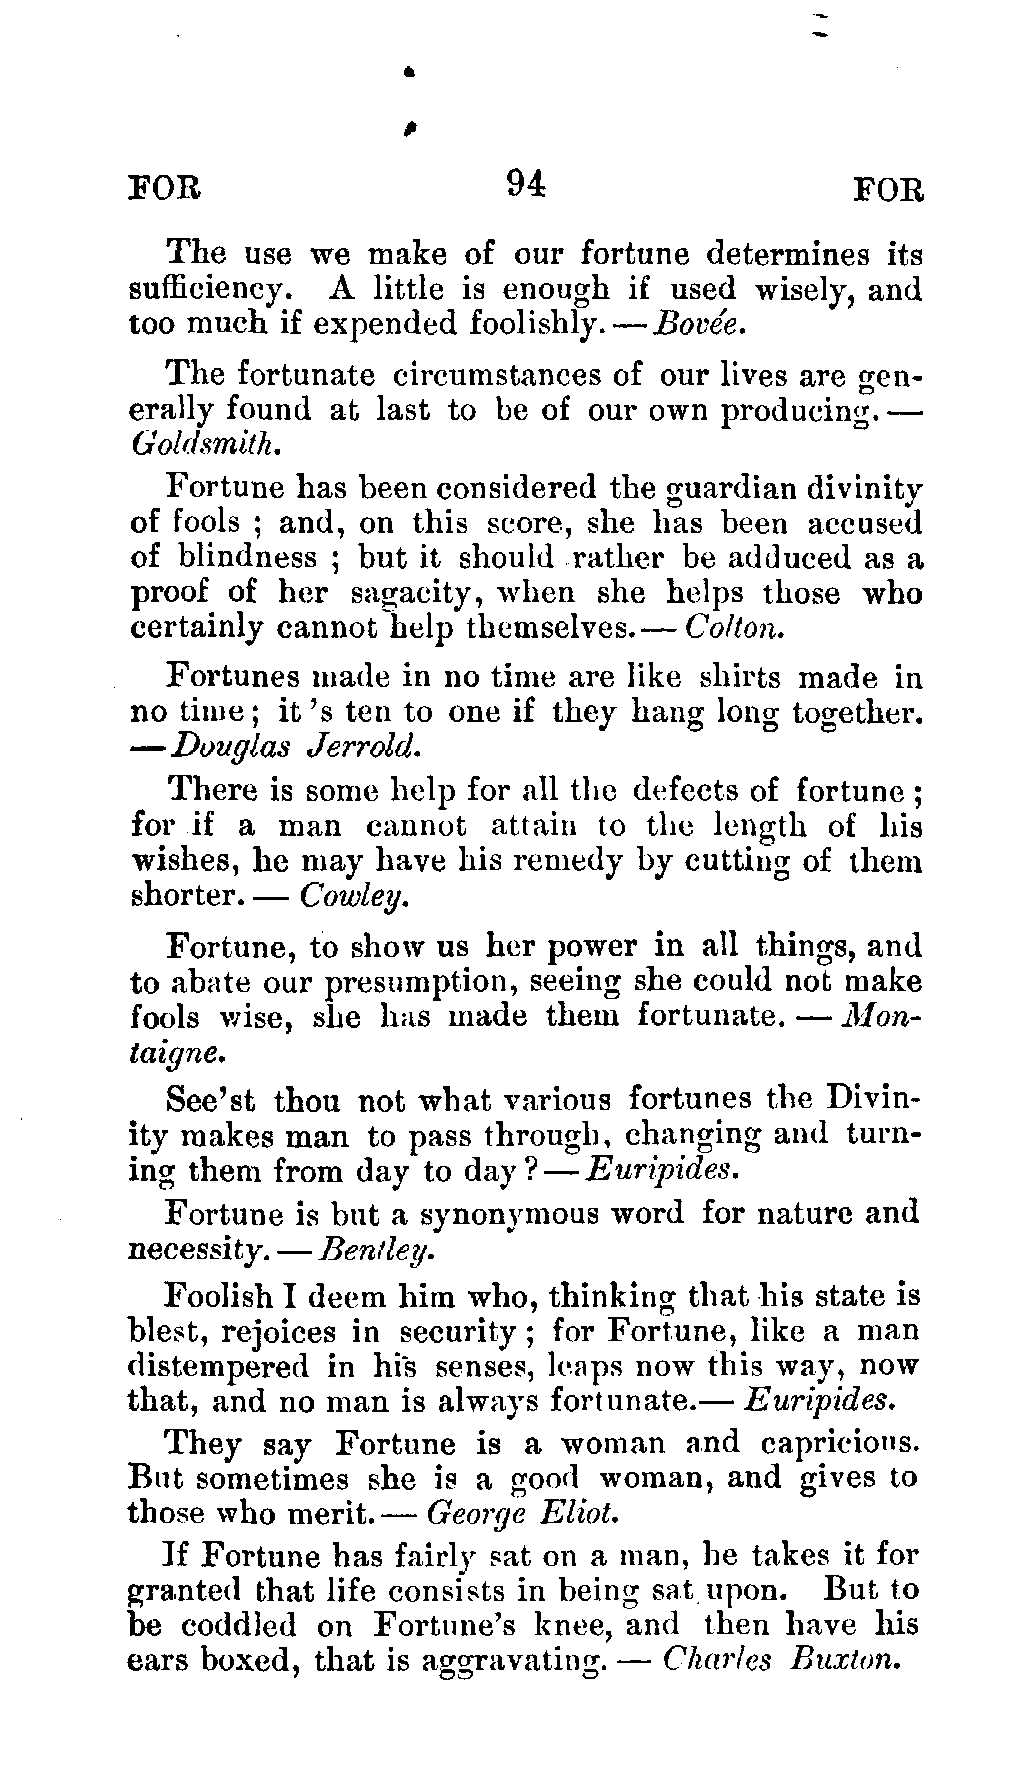 FOR 94 FOR
The use we make of our fortune determines its
sufficiency. A little is enough if used wisely, and
too much if expended foolishly. — Bovée.
The fortunate circumstances of our lives are gen-
erally found at last to be of our own producing. —
Goldsmith.
Fortune has been considered the guardian divinity
of fools ; and, on this score, she has been accused
of blindness ; but it should rather be adduced as a
proof of her sagacity, when she helps those who
certainly cannot help themselves. — Colton.
Fortunes made in no time are like shirts made in
no time ; it 's ten to one if they hang long together.
— Douglas Jerrold.
There is some help for all the defects of fortune ;
for if a man cannot attain to the length of his
wishes, he may have his remedy by cutting of them
shorter. — Cowley.
Fortune, to show us her power in all things, and
to abate our presumption, seeing she could not make
fools wise, she has made them fortunate. — Mon-
taigne.
See'st thou not what various fortunes the Divin-
ity makes man to pass through, changing and turn-
ing them from day to day ? — Euripides.
Fortune is but a synonymous word for nature and
necessity. — Bentley.
Foolish I deem him who, thinking that his state is
blest, rejoices in security ; for Fortune, like a man
distempered in his senses, leaps now this way, now
that, and no man is always fortunate. — Euripides.
They say Fortune is a woman and capricious.
But sometimes she is a good woman, and gives to
those who merit. — George Eliot.
If Fortune has fairly sat on a man, he takes it for
granted that life consists in being sat upon. But to
be coddled on Fortune's knee, and then have his
ears boxed, that is aggravating. — Charles Buxton.